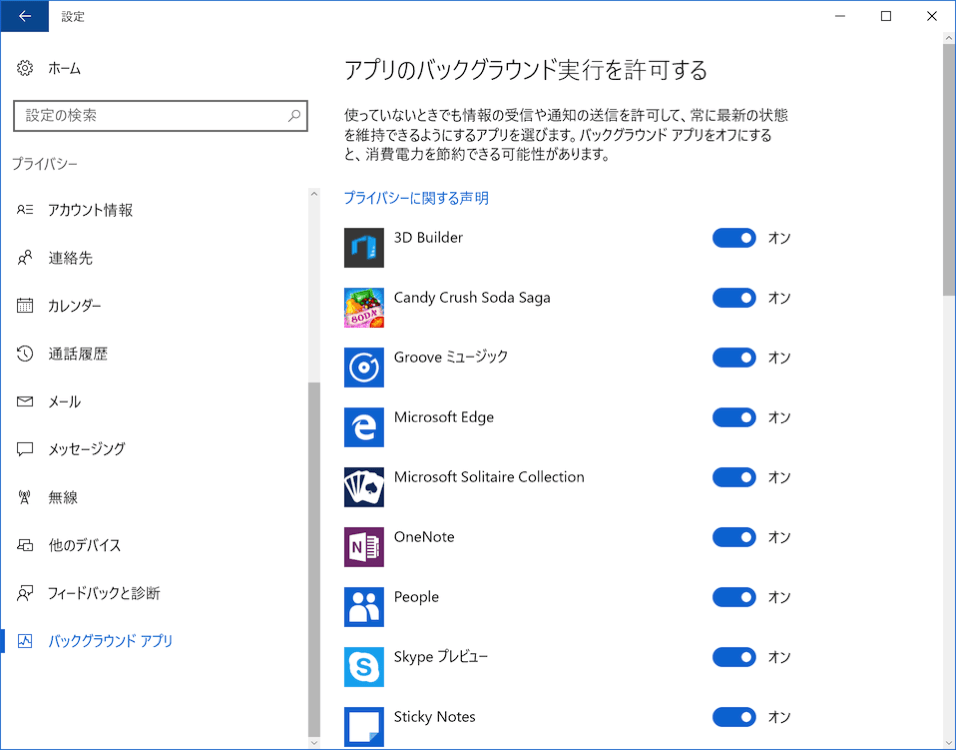 設定
ホーム
設定の検索
プライバシー
アカウント情報
連絡先
カレンダー
通話履歴
メール
メッセージング
無線
他のデバイス
フィードバックと診断
バックグラウンド アプリ
アプリのバックグラウンド実行を許可する
使っていないときでも情報の受信や通知の送信を許可して、常に最新の状態
を維持できるようにするアプリを選びます。バックグラウンド アプリをオフにする
と、消費電力を節約できる可能性があります。
プライバシーに関する声明
3D Builder オン
Candy Crush Soda Saga オン
SODA
Groove ミュージック オン
Microsoft Edge オン
Microsoft Solitaire Collection オン
OneNote オン
N
People オン
Skype プレビュー オン
Sticky Notes オン